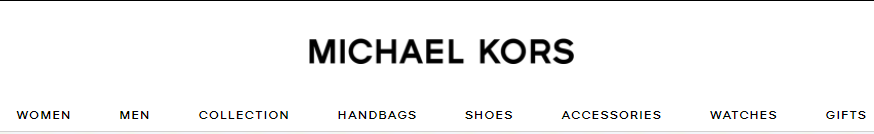 MICHAEL KORS
WOMEN MEN COLLECTION HANDBAGS SHOES ACCESSORIES WATCHES GIFTS